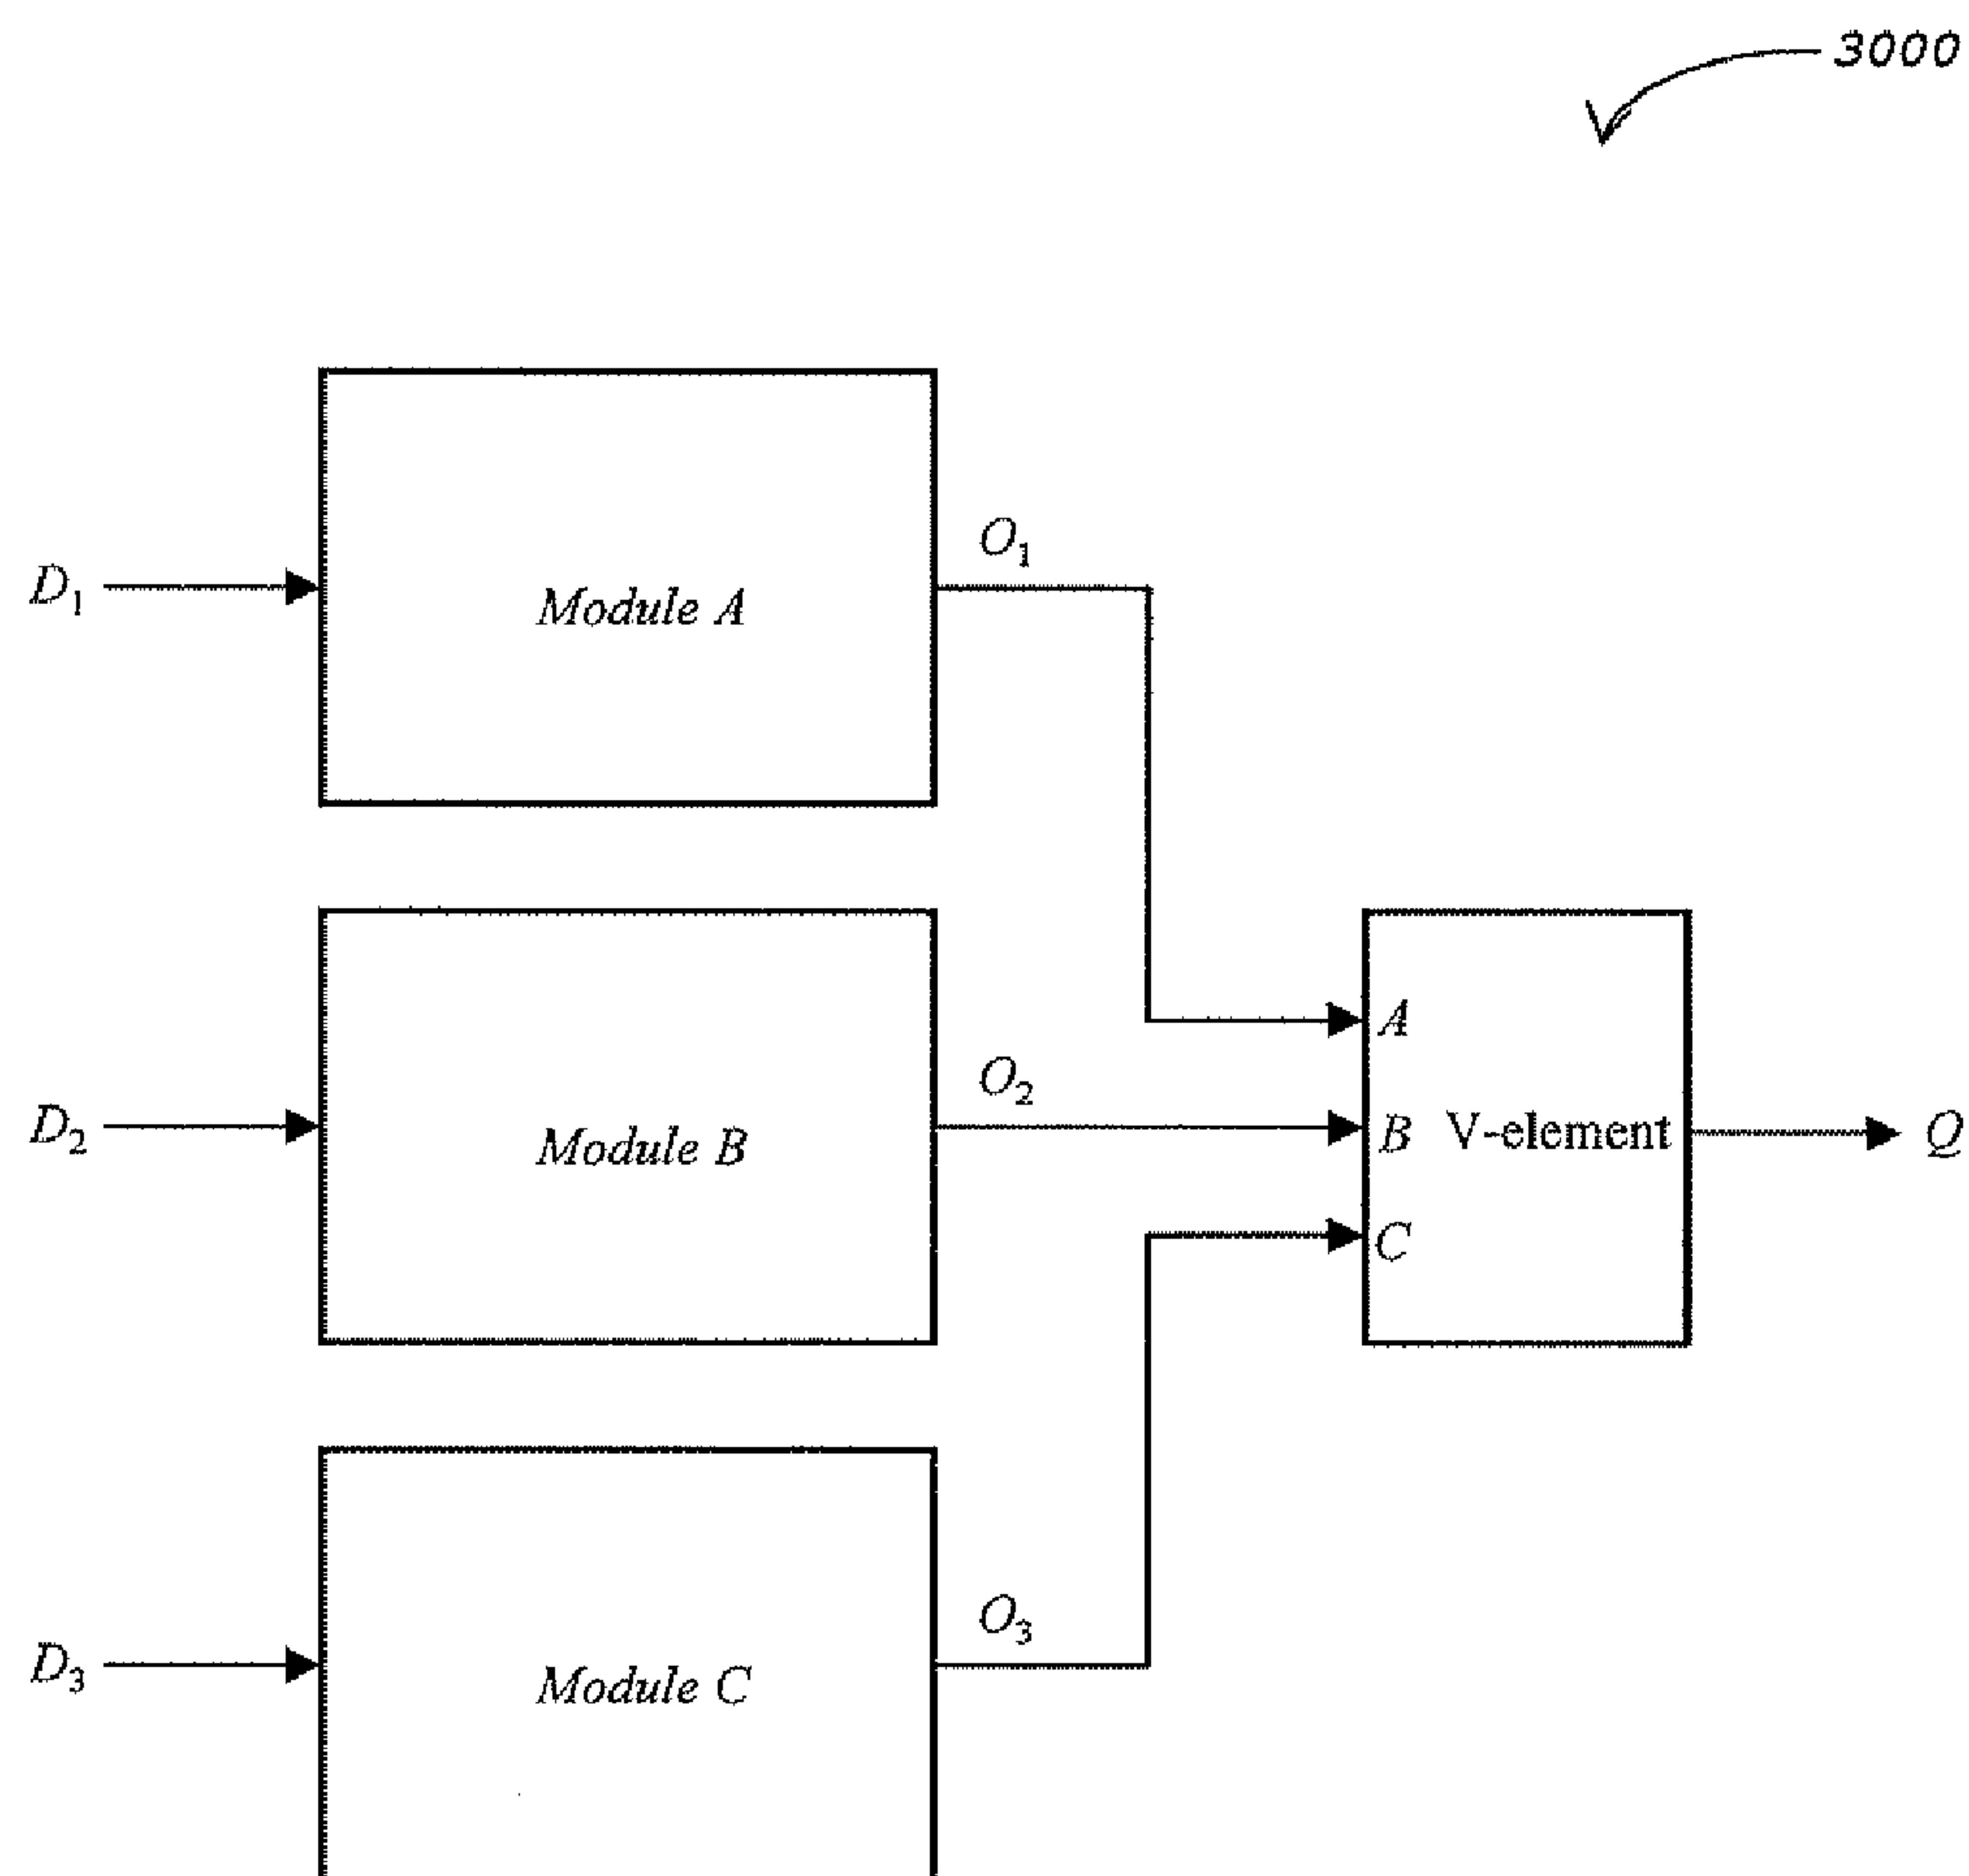 3000
O₁
D₁
Module A
A
O₂
D₂
Module B
B
V-element
Q
C
O₃
D₃
Module C